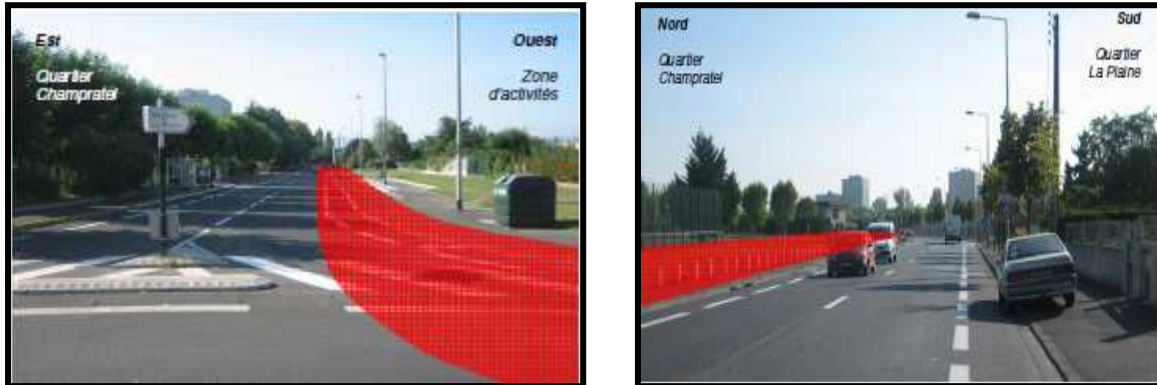 Est
Ouest
Quartier
Champratel
Zone
d'activités
Nord
Sud
Quartier
Champratel
Quartier
La Plaine